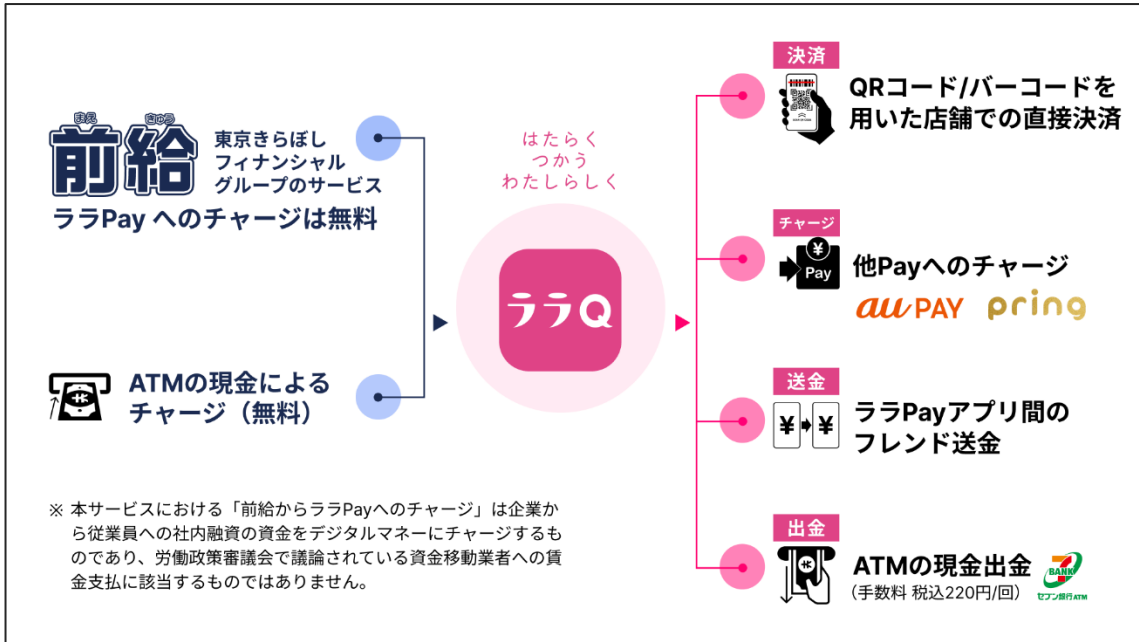 まえ きゅう
前給
東京きらぼし
フィナンシャル
グループのサービス
ララPay へのチャージは無料
ATMの現金による
チャージ（無料）
※ 本サービスにおける「前給からララPayへのチャージ」は企業か
ら従業員への社内融資の資金をデジタルマネーにチャージするも
のであり、労働政策審議会で議論されている資金移動業者への賃
金支払に該当するものではありません。
はたらく
つかう
わたしらしく
ララQ
決済
QRコード/バーコードを
用いた店舗での直接決済
チャージ
¥
Pay
他Payへのチャージ
au PAY pring
送金
¥ ¥
ララPayアプリ間の
フレンド送金
出金
ATMの現金出金
（手数料 税込220円/回）
7
BANK
セブン銀行ATM